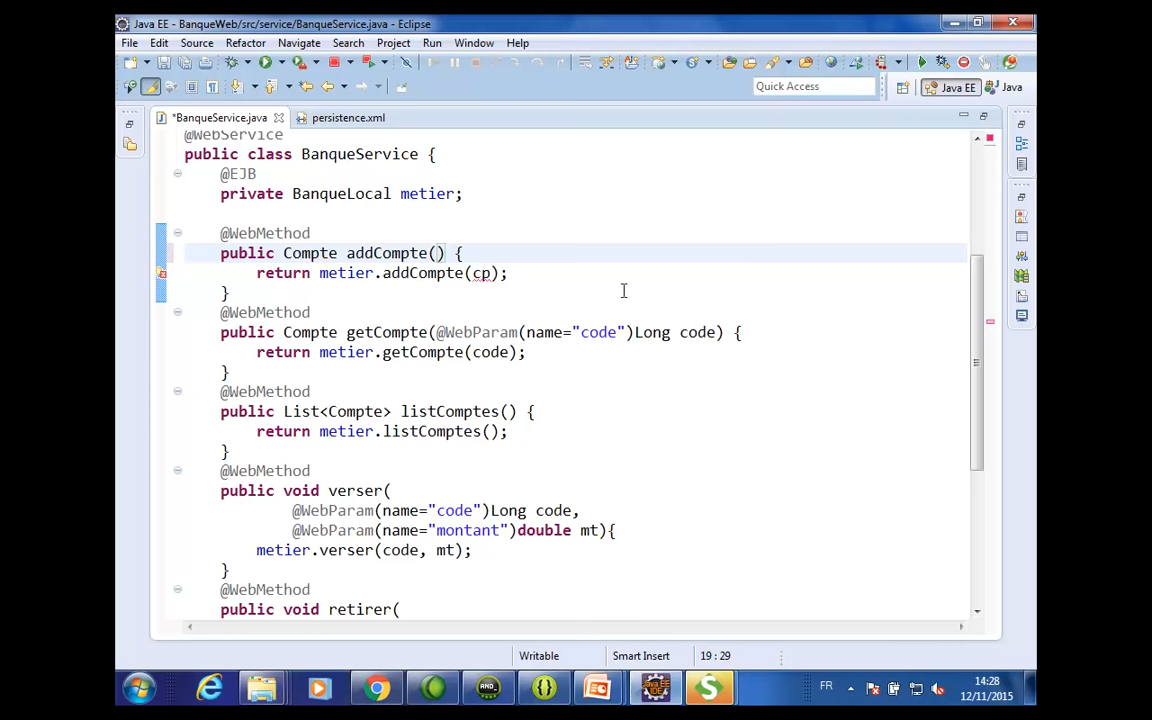 Java EE - BanqueWeb/src/service/BanqueService.java - Eclipse
File Edit Source Refactor Navigate Search Project Run Window Help
Quick Access
Java EE
Java
*BanqueService.java
persistence.xml
@WebService
public class BanqueService {
@EJB
private BanqueLocal metier;
@WebMethod
public Compte addCompte() {
return metier.addCompte(cp);
}
@WebMethod
public Compte getCompte(@WebParam(name="code")Long code) {
return metier.getCompte(code);
}
@WebMethod
public List<Compte> listComptes() {
return metier.listComptes();
}
@WebMethod
public void verser(
@WebParam(name="code")Long code,
@WebParam(name="montant")double mt){
metier.verser(code, mt);
}
@WebMethod
public void retirer(
Writable
Smart Insert
19 : 29
FR
14:28
12/11/2015